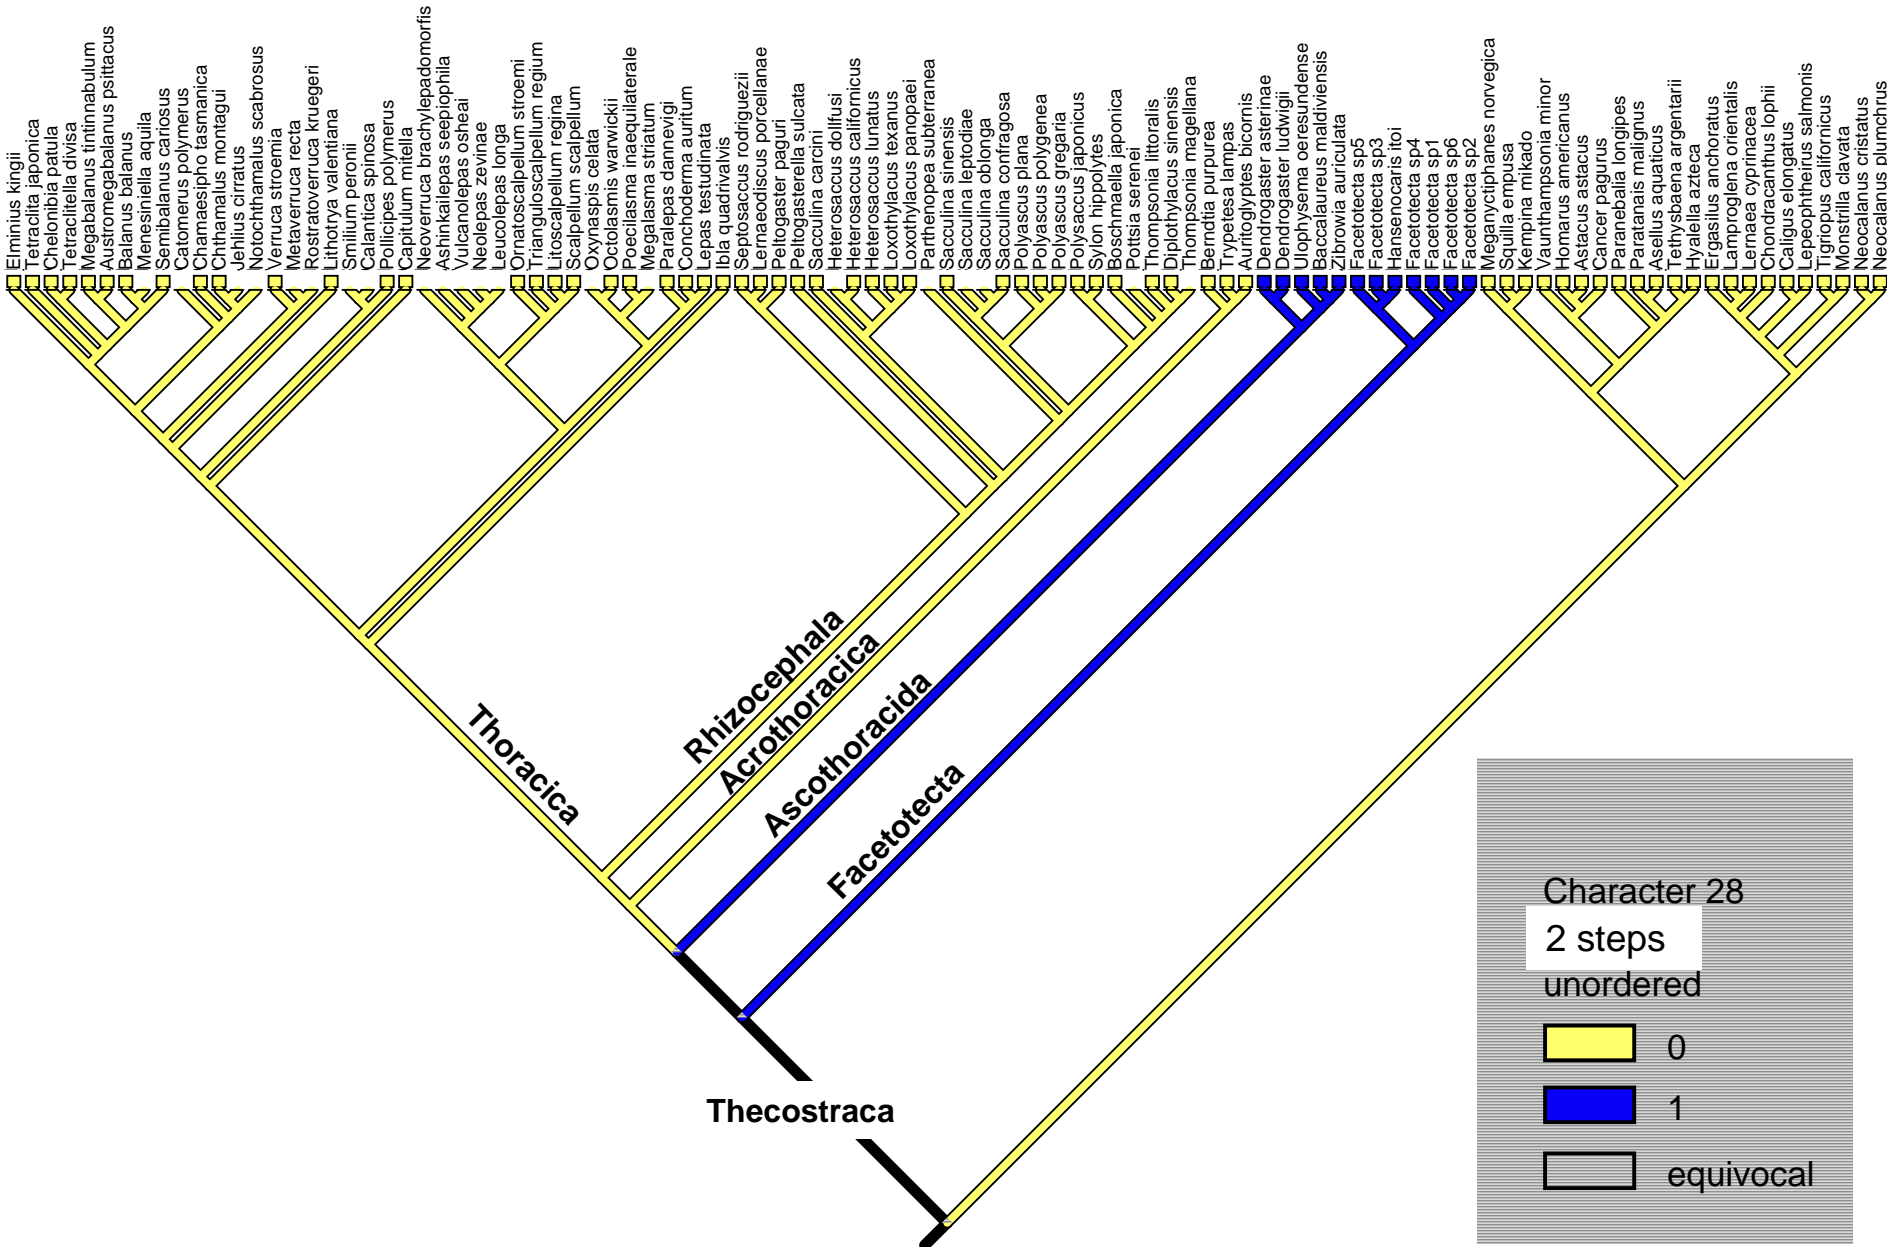 Elminius kingii
Tetraclita japonica
Chelonibia patula
Tetraclitella divisa
Megabalanus tintinnabulum
Austromegabalanus psittacus
Balanus balanus
Menesiniella aquila
Semibalanus cariosus
Catomerus polymerus
Chamaesipho tasmanica
Chthamalus montagui
Jehlius cirratus
Notochthamalus scabrosus
Verruca stroemia
Metaverruca recta
Rostratoverruca kruegeri
Lithotrya valentiana
Smilium peronii
Calantica spinosa
Pollicipes polymerus
Capitulum mitella
Neoverruca brachylepadomorfis
Ashinkailepas seepiophila
Vulcanolepas osheai
Neolepas zevinae
Leucolepas longa
Ornatoscalpellum stroemi
Trianguloscalpellum regium
Litoscalpellum regina
Scalpellum scalpellum
Oxynaspis celata
Octolasmis warwickii
Poecilasma inaequilaterale
Megalasma striatum
Paralepas dannevigi
Conchoderma auritum
Lepas testudinata
Ibla quadrivalvis
Septosaccus rodriguezii
Lernaeodiscus porcellanae
Peltogaster paguri
Peltogasterella sulcata
Sacculina carcini
Heterosaccus dollfusi
Heterosaccus californicus
Heterosaccus lunatus
Loxothylacus texanus
Loxothylacus panopaei
Parthenopea subterranea
Sacculina sinensis
Sacculina leptodiae
Sacculina oblonga
Sacculina confragosa
Polyascus plana
Polyascus polygenea
Polyascus gregaria
Polysaccus japonicus
Sylon hippolytes
Boschmaella japonica
Pottsia serenei
Thompsonia littoralis
Diplothylacus sinensis
Thompsonia magellana
Berndtia purpurea
Trypetesa lampas
Auritoglyptes bicornis
Dendrogaster asterinae
Dendrogaster ludwigii
Ulophysema oeresundense
Baccalaureus maldiviensis
Zibrowia auriculata
Facetotecta sp5
Facetotecta sp3
Hansenocaris itoi
Facetotecta sp4
Facetotecta sp1
Facetotecta sp6
Facetotecta sp2
Meganyctiphanes norvegica
Squilla empusa
Kempina mikado
Vaunthampsonia minor
Homarus americanus
Astacus astacus
Cancer pagurus
Paranebalia longipes
Paratanais malignus
Asellus aquaticus
Tethysbaena argentarii
Hyalella azteca
Ergasilus anchoratus
Lamproglena orientalis
Lernaea cyprinacea
Chondracanthus lophii
Caligus elongatus
Lepeophtheirus salmonis
Tigriopus californicus
Monstrilla clavata
Neocalanus cristatus
Neocalanus plumchrus
Thoracica
Rhizocephala
Acrothoracica
Ascothoracida
Facetotecta
Thecostraca
Character 28
2 steps
unordered
0
1
equivocal